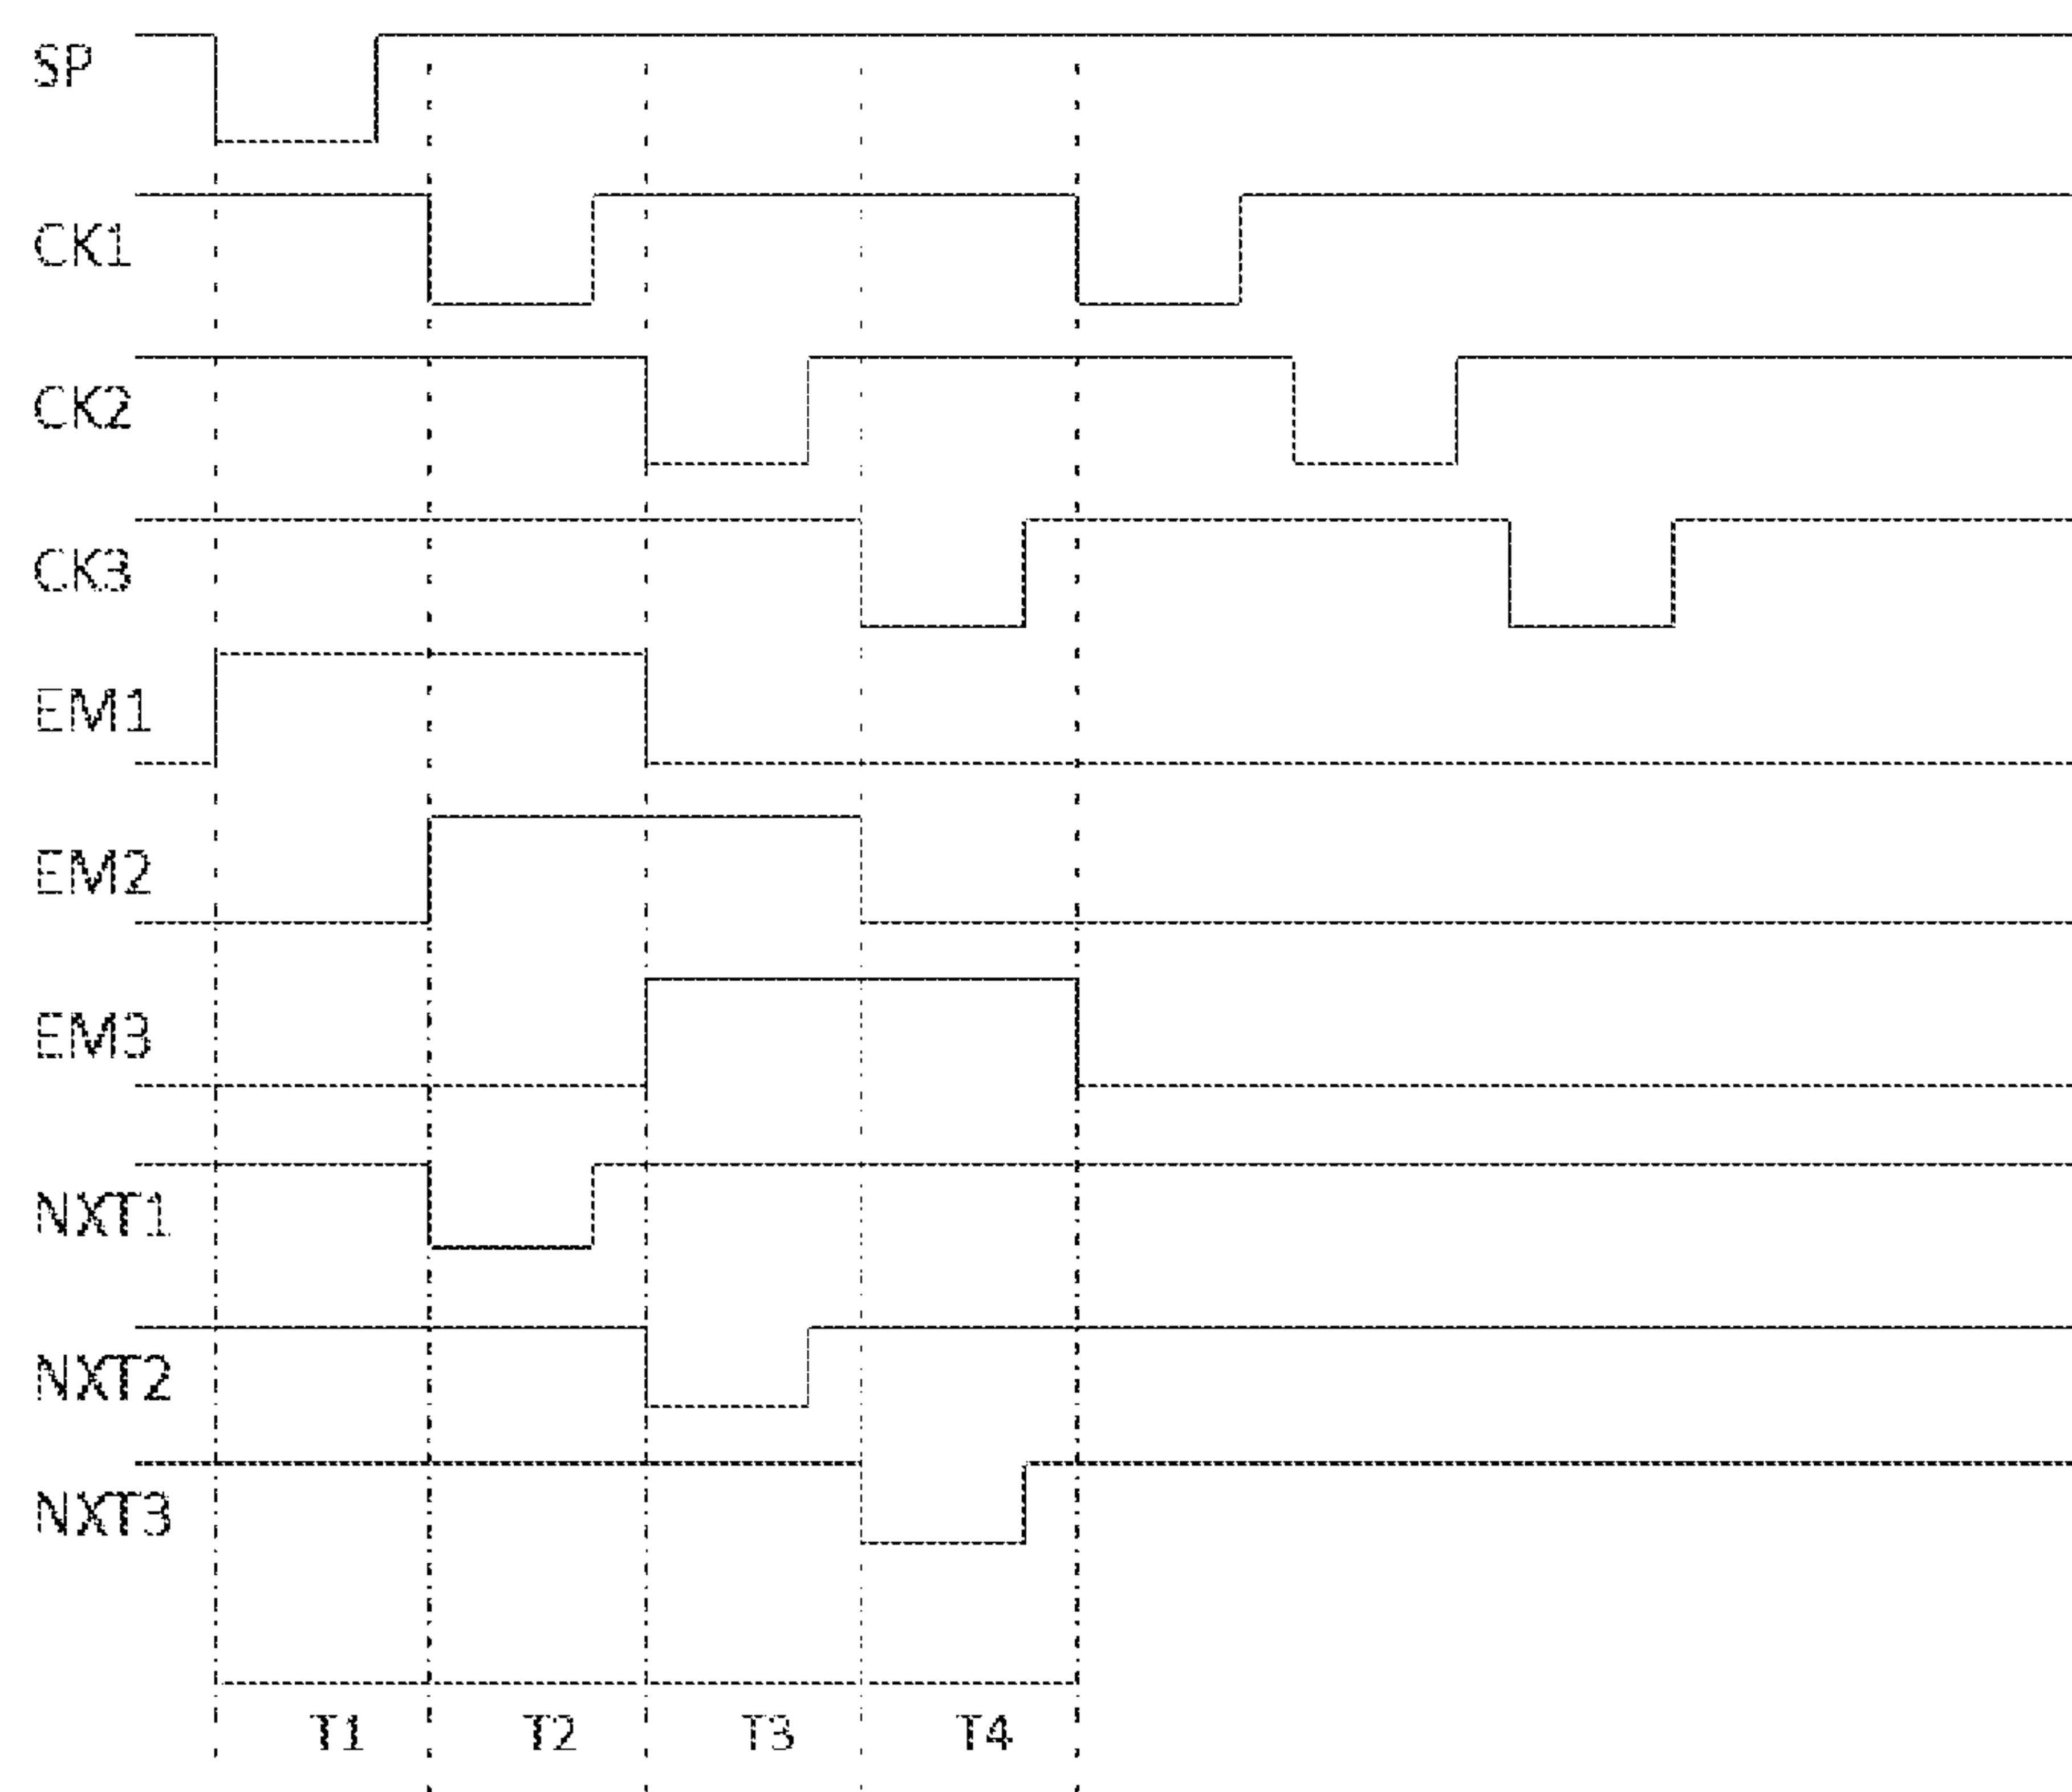 SP
CK1
CK2
CK3
EM1
EM2
EM3
NXT1
NXT2
NXT3
T1 T2 T3 T4